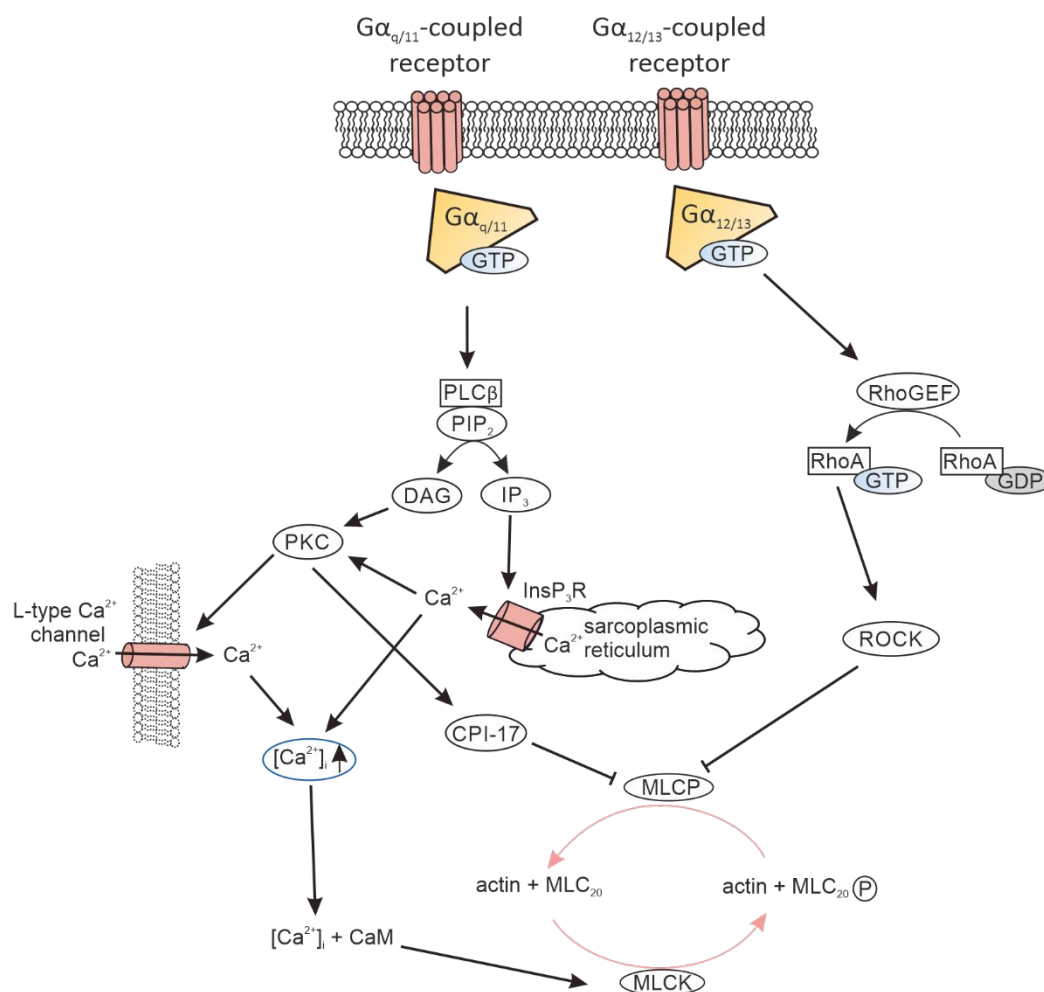 Gαq/11-coupled
receptor
Gα12/13-coupled
receptor
Gαq/11
GTP
Gα12/13
GTP
PLCβ
PIP2
RhoGEF
RhoA
GTP
RhoA
GDP
DAG
IP3
PKC
InsP3R
L-type Ca2+
channel
Ca2+
Ca2+
Ca2+
Ca2+
sarcoplasmic
reticulum
ROCK
CPI-17
[Ca2+]i
MLCP
actin + MLC20
actin + MLC20 P
[Ca2+]i + CaM
MLCK